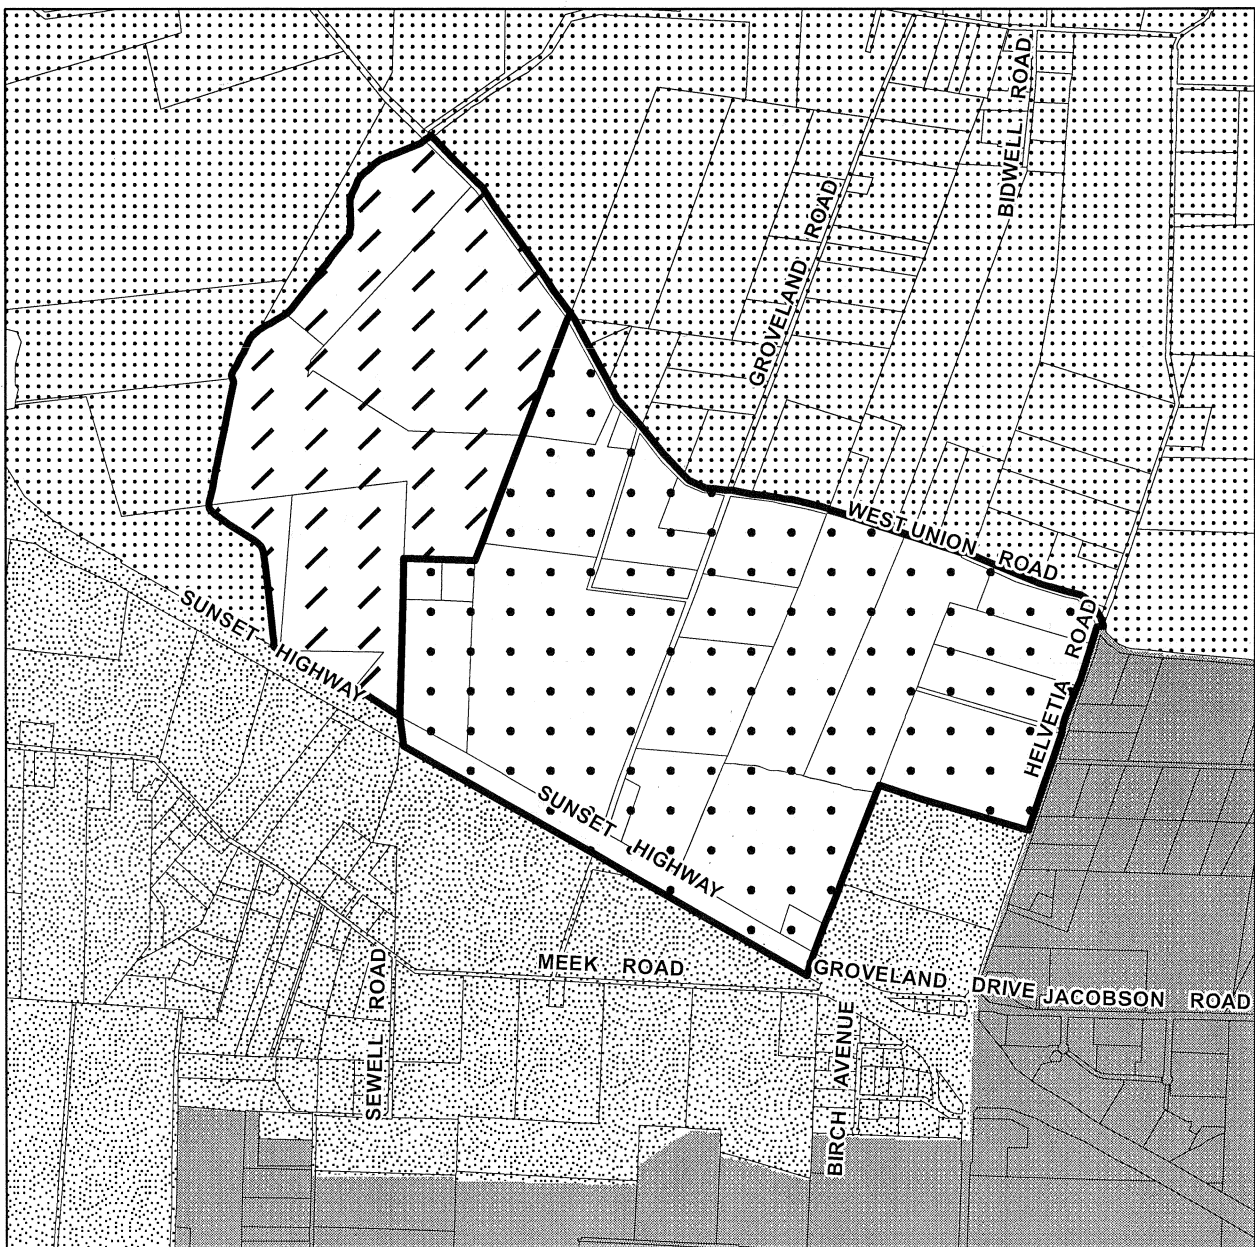 BIDWELL ROAD
GROVELAND ROAD
WEST UNION ROAD
SUNSET HIGHWAY
HELVETIA ROAD
SUNSET HIGHWAY
MEEK ROAD
GROVELAND DRIVE
JACOBSON ROAD
SEWELL ROAD
BIRCH AVENUE